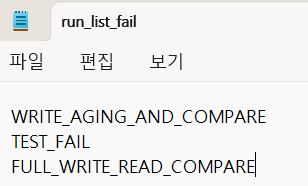 run_list_fail
파일 편집 보기
WRITE_AGING_AND_COMPARE
TEST_FAIL
FULL_WRITE_READ_COMPARE